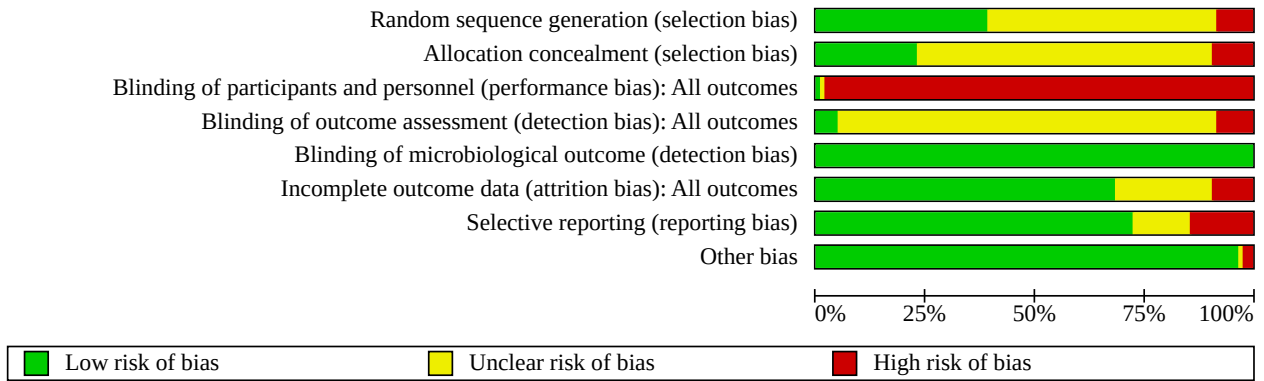 Random sequence generation (selection bias)
Allocation concealment (selection bias)
Blinding of participants and personnel (performance bias): All outcomes
Blinding of outcome assessment (detection bias): All outcomes
Blinding of microbiological outcome (detection bias)
Incomplete outcome data (attrition bias): All outcomes
Selective reporting (reporting bias)
Other bias
0% 25% 50% 75% 100%
Low risk of bias Unclear risk of bias High risk of bias